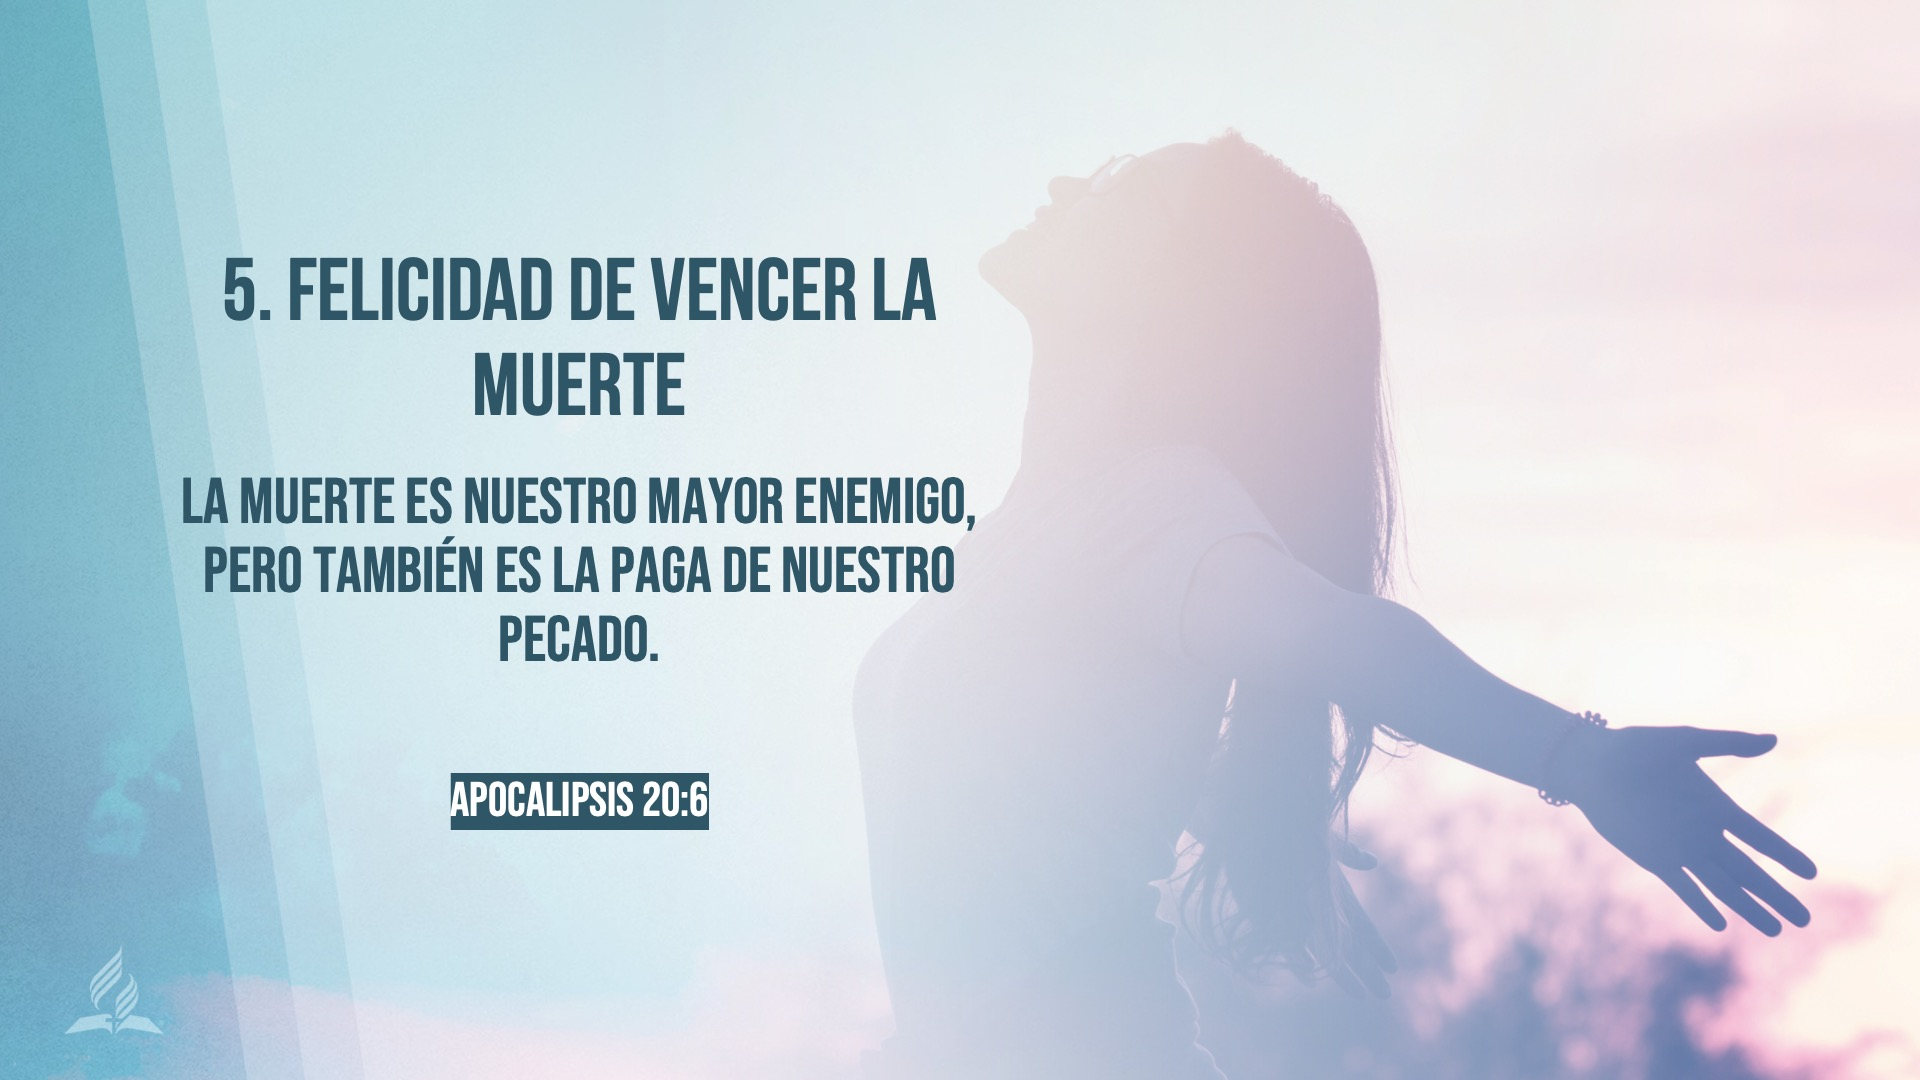 5. FELICIDAD DE VENCER LA
MUERTE
LA MUERTE ES NUESTRO MAYOR ENEMIGO,
PERO TAMBIÉN ES LA PAGA DE NUESTRO
PECADO.
APOCALIPSIS 20:6